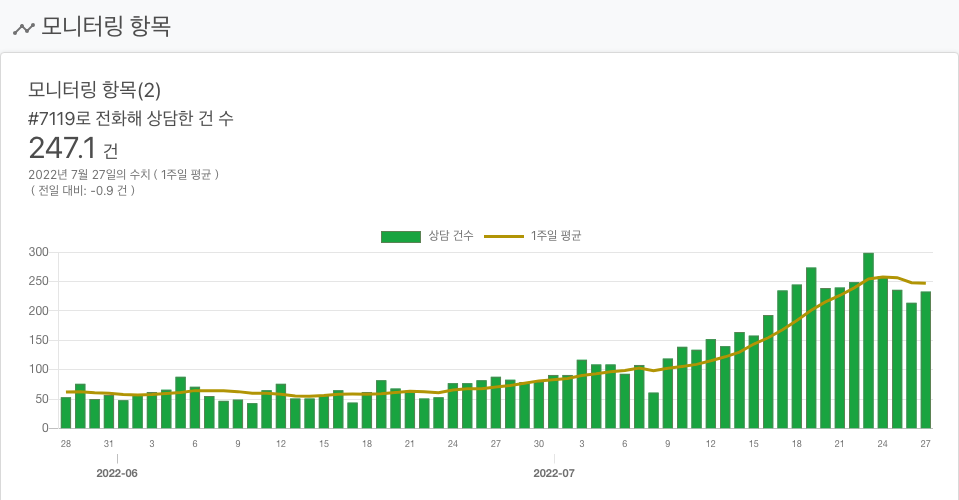 모니터링 항목
모니터링 항목(2)
#7119로 전화해 상담한 건 수
247.1 건
2022년 7월 27일의 수치 ( 1주일 평균 )
( 전일 대비: -0.9 건 )
상담 건수 1주일 평균
300
250
200
150
100
50
0
28 31 3 6 9 12 15 18 21 24 27 30 3 6 9 12 15 18 21 24 27
2022-06 2022-07